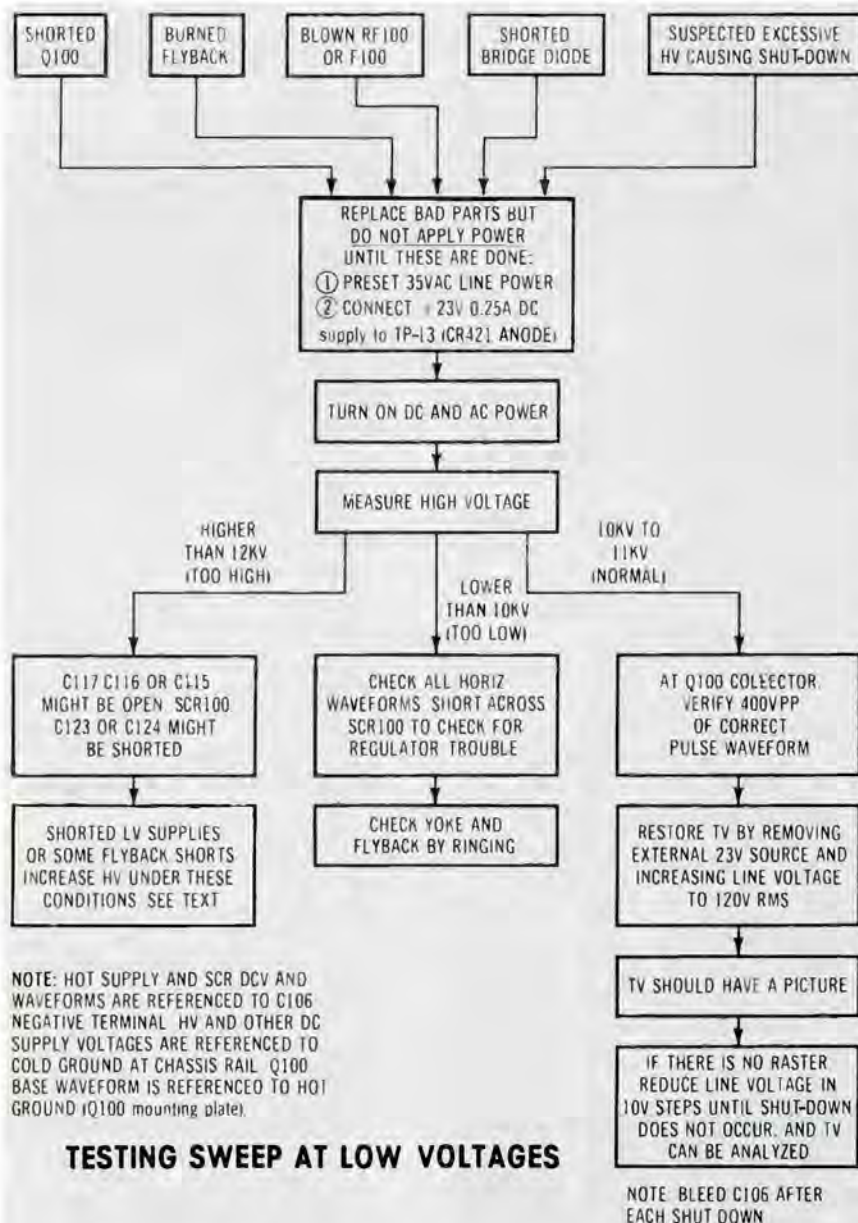 SHORTED
Q100
BURNED
FLYBACK
BLOWN RF100
OR F100
SHORTED
BRIDGE DIODE
SUSPECTED EXCESSIVE
HV CAUSING SHUT-DOWN
REPLACE BAD PARTS BUT
DO NOT APPLY POWER
UNTIL THESE ARE DONE:
① PRESET 35VAC LINE POWER
② CONNECT + 23V 0.25A DC
supply to TP-13 (CR421 ANODE)
TURN ON DC AND AC POWER
MEASURE HIGH VOLTAGE
HIGHER
THAN 12KV
(TOO HIGH)
LOWER
THAN 10KV
(TOO LOW)
10KV TO
11KV
(NORMAL)
C117 C116 OR C115
MIGHT BE OPEN SCR100
C123 OR C124 MIGHT
BE SHORTED
CHECK ALL HORIZ
WAVEFORMS SHORT ACROSS
SCR100 TO CHECK FOR
REGULATOR TROUBLE
AT Q100 COLLECTOR
VERIFY 400VPP
OF CORRECT
PULSE WAVEFORM
SHORTED LV SUPPLIES
OR SOME FLYBACK SHORTS
INCREASE HV UNDER THESE
CONDITIONS SEE TEXT
CHECK YOKE AND
FLYBACK BY RINGING
RESTORE TV BY REMOVING
EXTERNAL 23V SOURCE AND
INCREASING LINE VOLTAGE
TO 120V RMS
TV SHOULD HAVE A PICTURE
IF THERE IS NO RASTER
REDUCE LINE VOLTAGE IN
10V STEPS UNTIL SHUT-DOWN
DOES NOT OCCUR, AND TV
CAN BE ANALYZED
NOTE: HOT SUPPLY AND SCR DCV AND
WAVEFORMS ARE REFERENCED TO C106
NEGATIVE TERMINAL HV AND OTHER DC
SUPPLY VOLTAGES ARE REFERENCED TO
COLD GROUND AT CHASSIS RAIL Q100
BASE WAVEFORM IS REFERENCED TO HOT
GROUND (Q100 mounting plate).
TESTING SWEEP AT LOW VOLTAGES
NOTE BLEED C106 AFTER
EACH SHUT DOWN